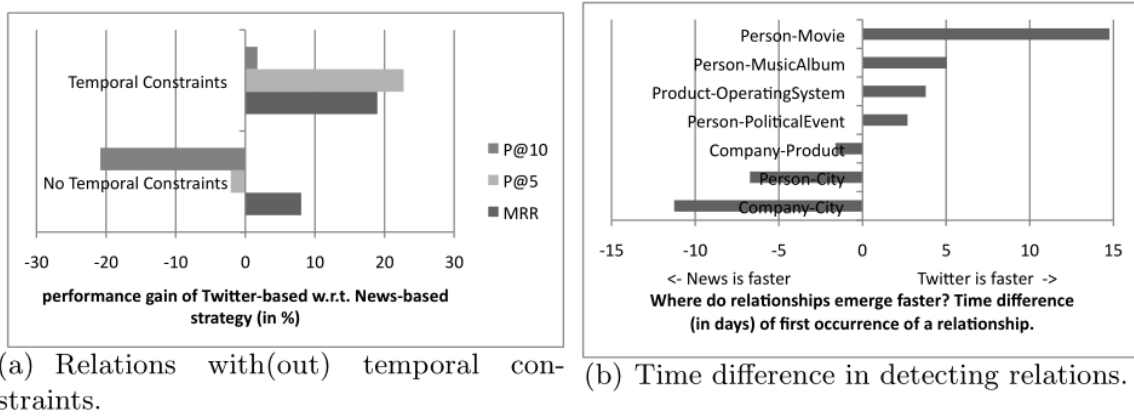 Temporal Constraints
No Temporal Constraints
P@10
P@5
MRR
-30 -20 -10 0 10 20 30
performance gain of Twitter-based w.r.t. News-based
strategy (in %)
(a) Relations with(out) temporal con-
straints.
Person-Movie
Person-MusicAlbum
Product-OperatingSystem
Person-PoliticalEvent
Company-Product
Person-City
Company-City
-15 -10 -5 0 5 10 15
<- News is faster Twitter is faster ->
Where do relationships emerge faster? Time difference
(in days) of first occurrence of a relationship.
(b) Time difference in detecting relations.